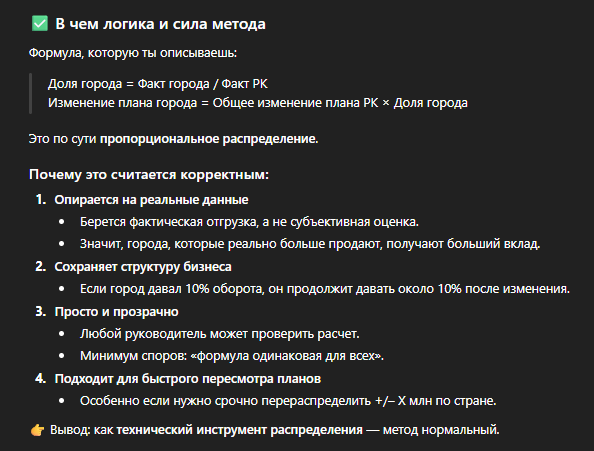 ✅ В чем логика и сила метода
Формула, которую ты описываешь:
Доля города = Факт города / Факт РК
Изменение плана города = Общее изменение плана РК × Доля города
Это по сути пропорциональное распределение.
Почему это считается корректным:
1. Опирается на реальные данные
• Берется фактическая отгрузка, а не субъективная оценка.
• Значит, города, которые реально больше продают, получают больший вклад.
2. Сохраняет структуру бизнеса
• Если город давал 10% оборота, он продолжит давать около 10% после изменения.
3. Просто и прозрачно
• Любой руководитель может проверить расчет.
• Минимум споров: «формула одинаковая для всех».
4. Подходит для быстрого пересмотра планов
• Особенно если нужно срочно перераспределить +/– X млн по стране.
👉 Вывод: как технический инструмент распределения — метод нормальный.